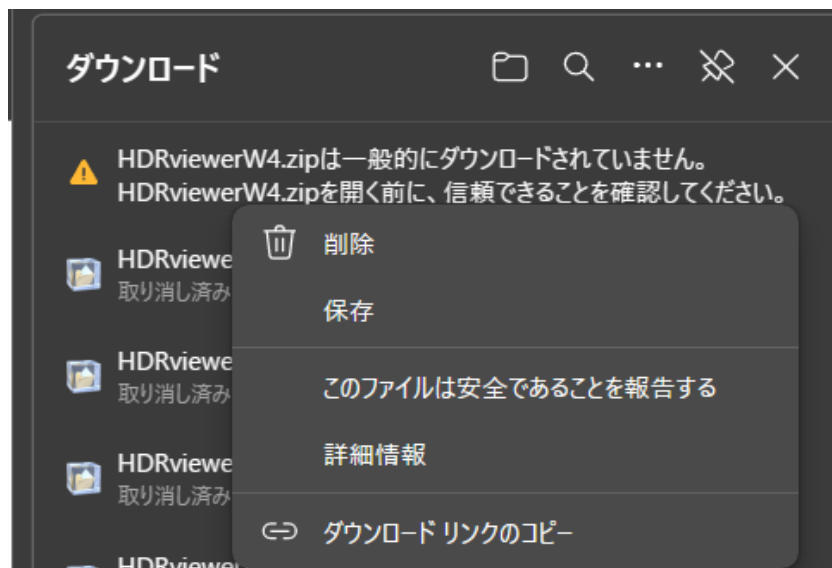 ダウンロード
HDRviewerW4.zipは一般的にダウンロードされていません。
HDRviewerW4.zipを開く前に、信頼できることを確認してください。
削除
HDRviewe
取り消し済み
保存
HDRviewe
取り消し済み
このファイルは安全であることを報告する
詳細情報
HDRviewe
取り消し済み
ダウンロード リンクのコピー
HDRviewer